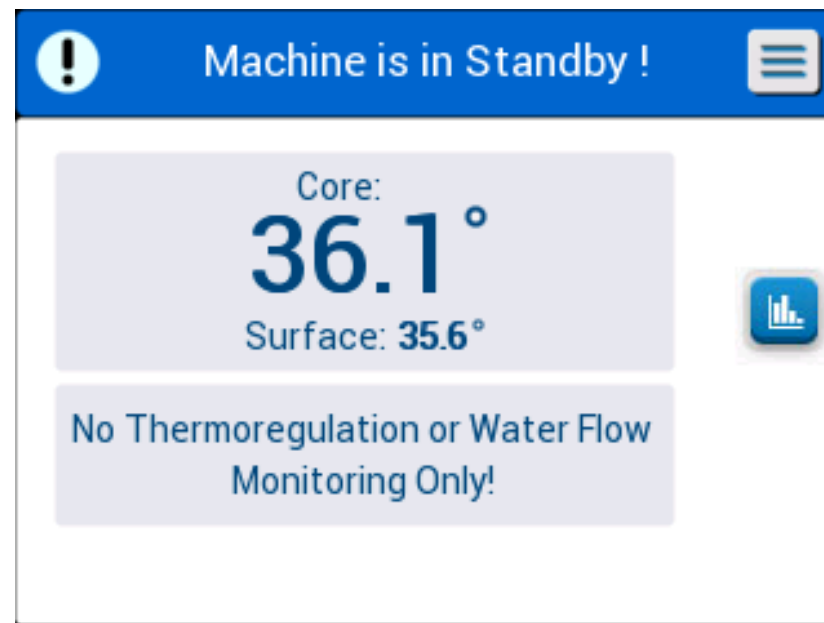 Machine is in Standby !
Core:
36.1°
Surface: 35.6°
No Thermoregulation or Water Flow
Monitoring Only!